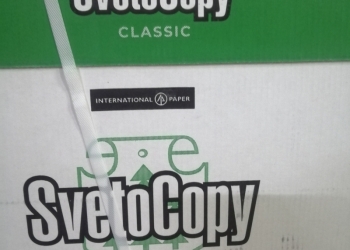 SvetoCopy
CLASSIC
INTERNATIONAL PAPER
SvetoCopy